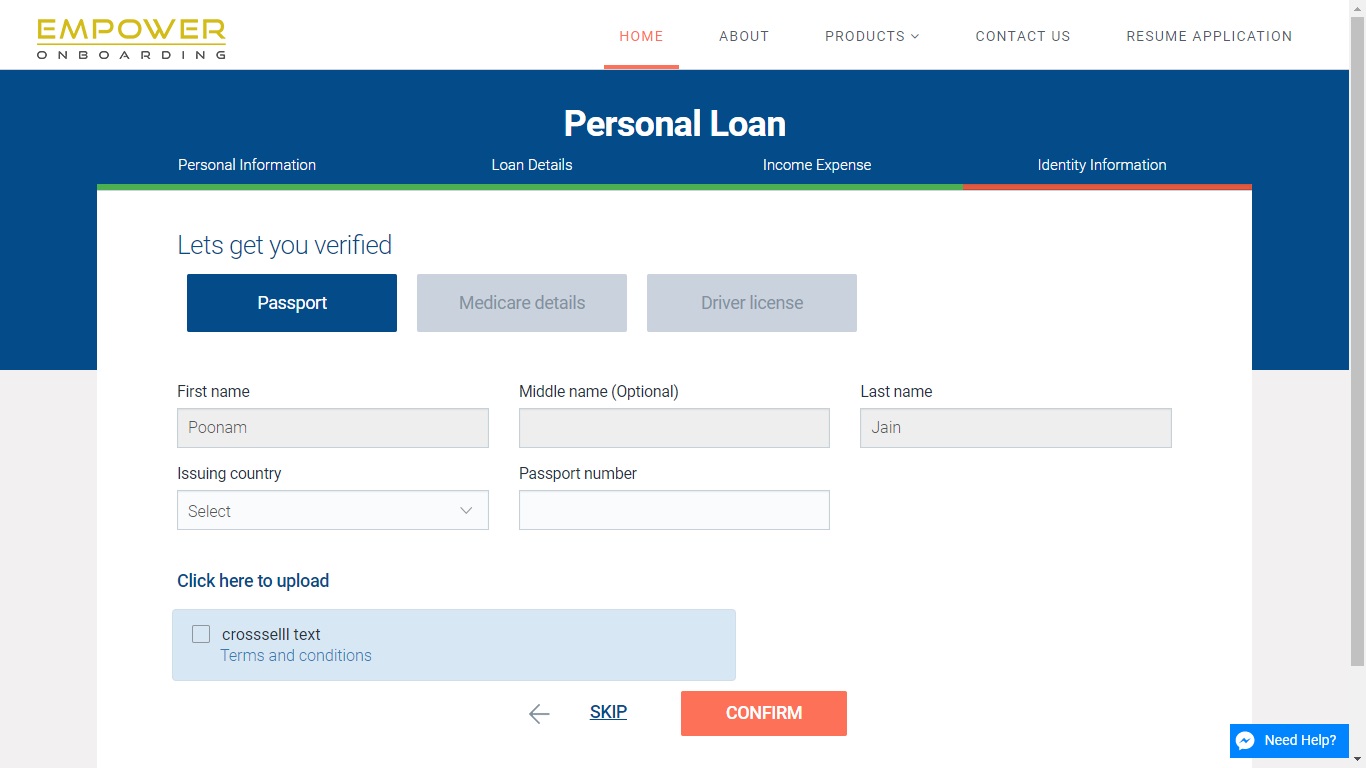 EMPOWER
ONBOARDING
HOME ABOUT PRODUCTS CONTACT US RESUME APPLICATION
Personal Loan
Personal Information Loan Details Income Expense Identity Information
Lets get you verified
Passport Medicare details Driver license
First name Middle name (Optional) Last name
Poonam Jain
Issuing country Passport number
Select
Click here to upload
crossselll text
Terms and conditions
SKIP CONFIRM
Need Help?